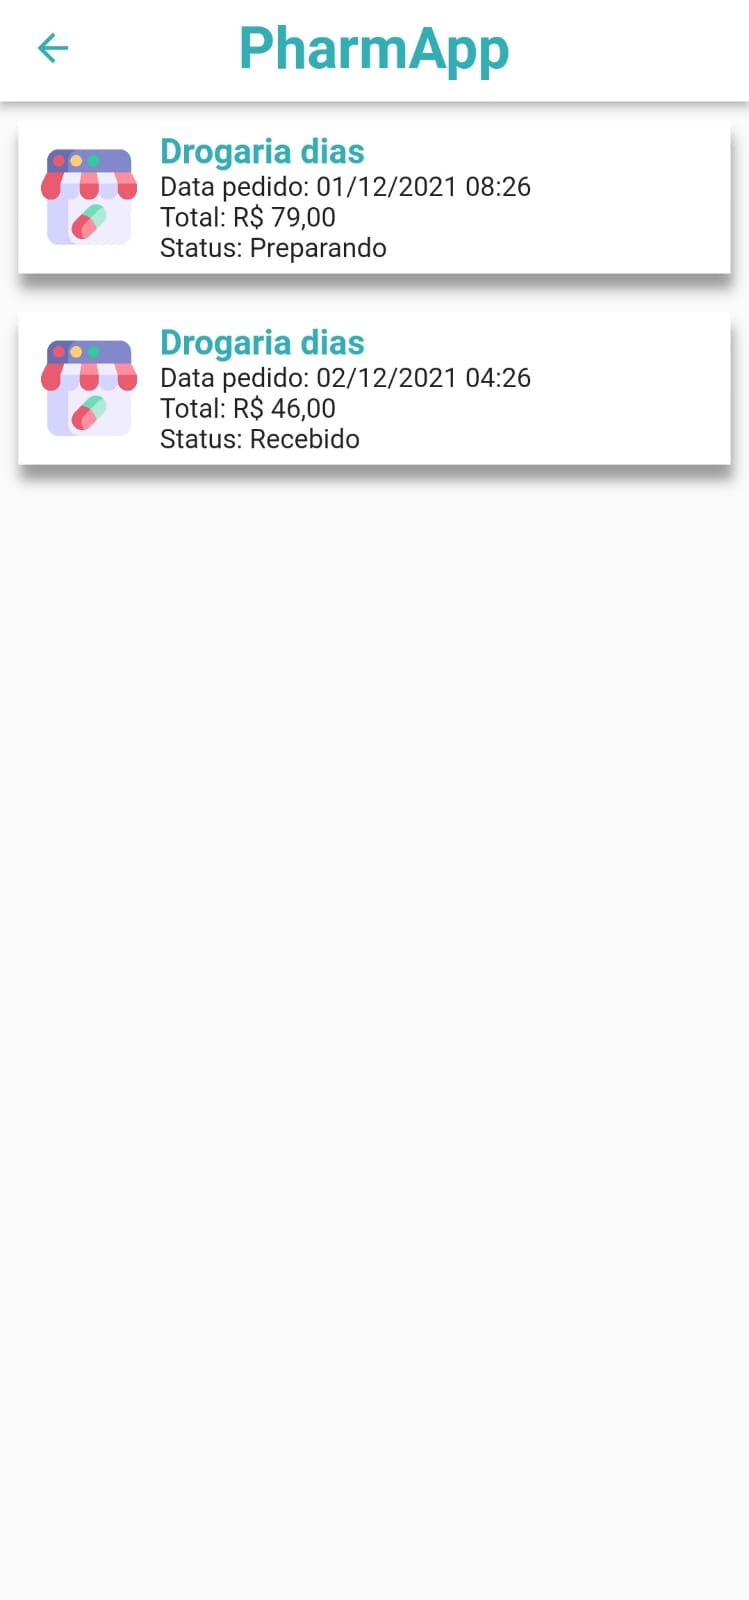 PharmApp
Drogaria dias
Data pedido: 01/12/2021 08:26
Total: R$ 79,00
Status: Preparando
Drogaria dias
Data pedido: 02/12/2021 04:26
Total: R$ 46,00
Status: Recebido